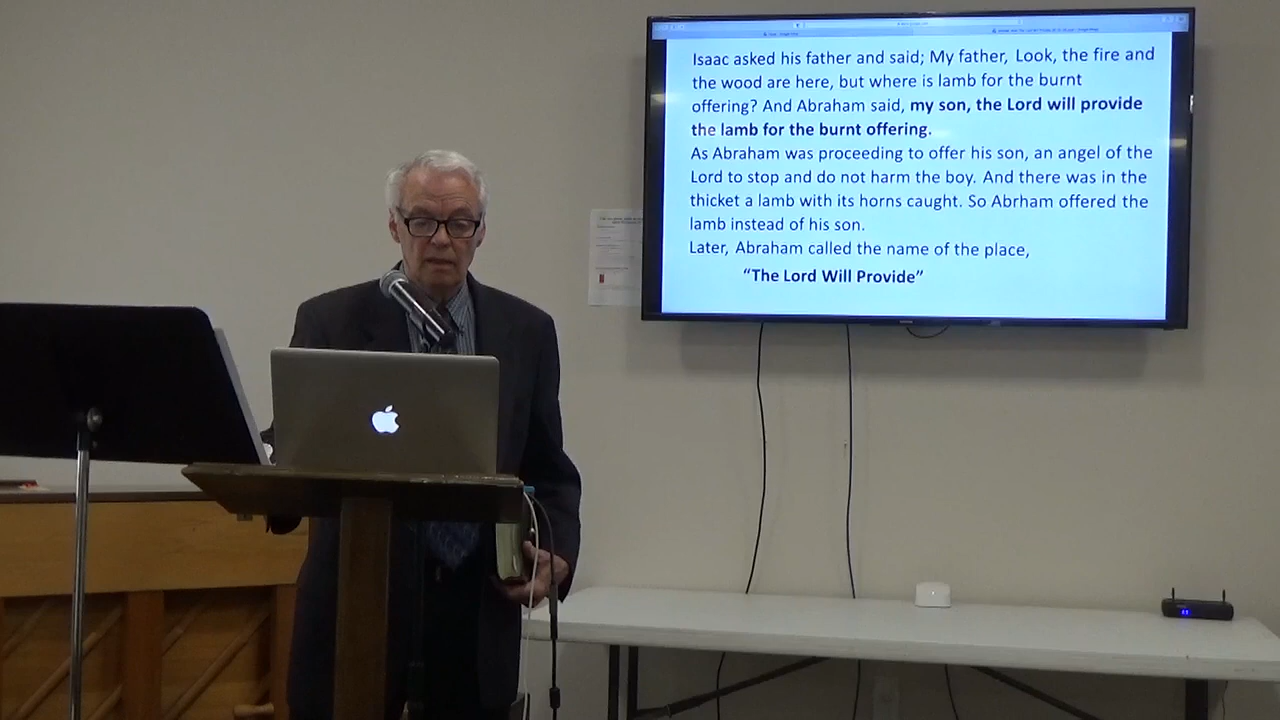 Isaac asked his father and said; My father, Look, the fire and
the wood are here, but where is lamb for the burnt
offering? And Abraham said, my son, the Lord will provide
the lamb for the burnt offering.
As Abraham was proceeding to offer his son, an angel of the
Lord to stop and do not harm the boy. And there was in the
thicket a lamb with its horns caught. So Abrham offered the
lamb instead of his son.
Later, Abraham called the name of the place,
“The Lord Will Provide”